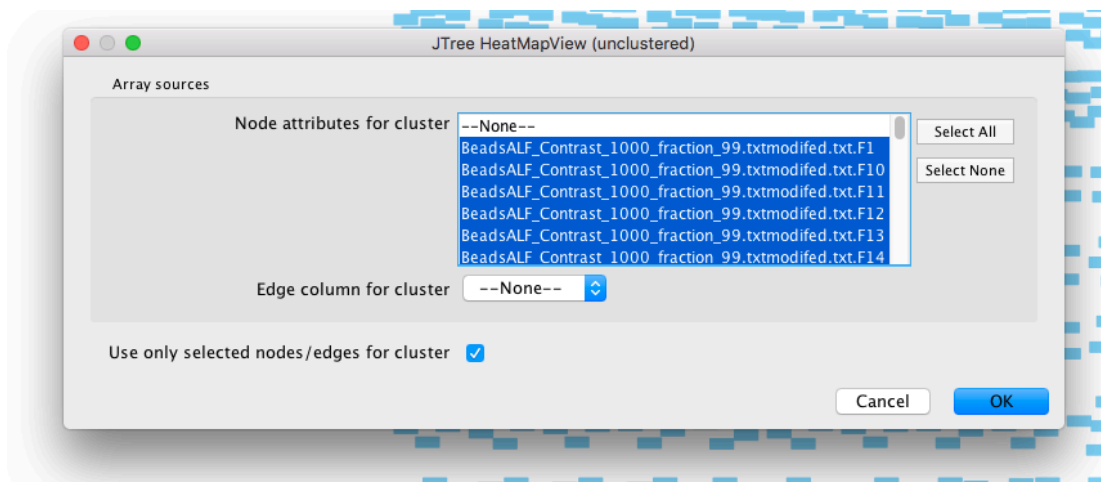 JTree HeatMapView (unclustered)
Array sources
Node attributes for cluster
--None--
BeadsALF_Contrast_1000_fraction_99.txtmodifed.txt.F1
BeadsALF_Contrast_1000_fraction_99.txtmodifed.txt.F10
BeadsALF_Contrast_1000_fraction_99.txtmodifed.txt.F11
BeadsALF_Contrast_1000_fraction_99.txtmodifed.txt.F12
BeadsALF_Contrast_1000_fraction_99.txtmodifed.txt.F13
BeadsALF_Contrast_1000_fraction_99.txtmodifed.txt.F14
Select All
Select None
Edge column for cluster
--None--
Use only selected nodes/edges for cluster
Cancel
OK